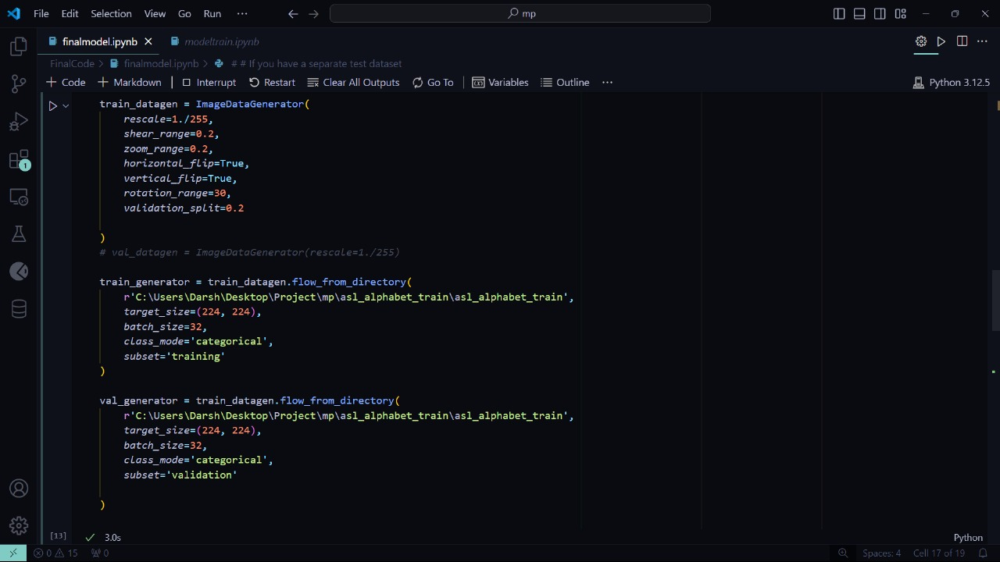 File Edit Selection View Go Run ··· mp
finalmodel.ipynb modeltrain.ipynb
FinalCode > finalmodel.ipynb > # # If you have a separate test dataset
+ Code + Markdown | Interrupt Restart Clear All Outputs Go To | Variables Outline ··· Python 3.12.5
train_datagen = ImageDataGenerator(
rescale=1./255,
shear_range=0.2,
zoom_range=0.2,
horizontal_flip=True,
vertical_flip=True,
rotation_range=30,
validation_split=0.2
)
# val_datagen = ImageDataGenerator(rescale=1./255)
train_generator = train_datagen.flow_from_directory(
r'C:\Users\Darsh\Desktop\Project\mp\asl_alphabet_train\asl_alphabet_train',
target_size=(224, 224),
batch_size=32,
class_mode='categorical',
subset='training'
)
val_generator = train_datagen.flow_from_directory(
r'C:\Users\Darsh\Desktop\Project\mp\asl_alphabet_train\asl_alphabet_train',
target_size=(224, 224),
batch_size=32,
class_mode='categorical',
subset='validation'
)
[13] 3.0s Python
0 15 0 Spaces: 4 Cell 17 of 19
1